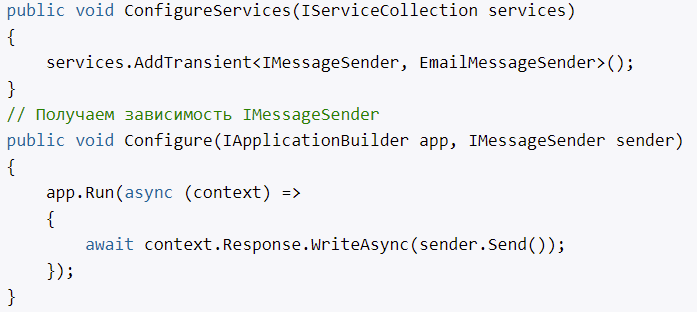 public void ConfigureServices(IServiceCollection services)
{
    services.AddTransient<IMessageSender, EmailMessageSender>();
}
// Получаем зависимость IMessageSender
public void Configure(IApplicationBuilder app, IMessageSender sender)
{
    app.Run(async (context) =>
    {
        await context.Response.WriteAsync(sender.Send());
    });
}